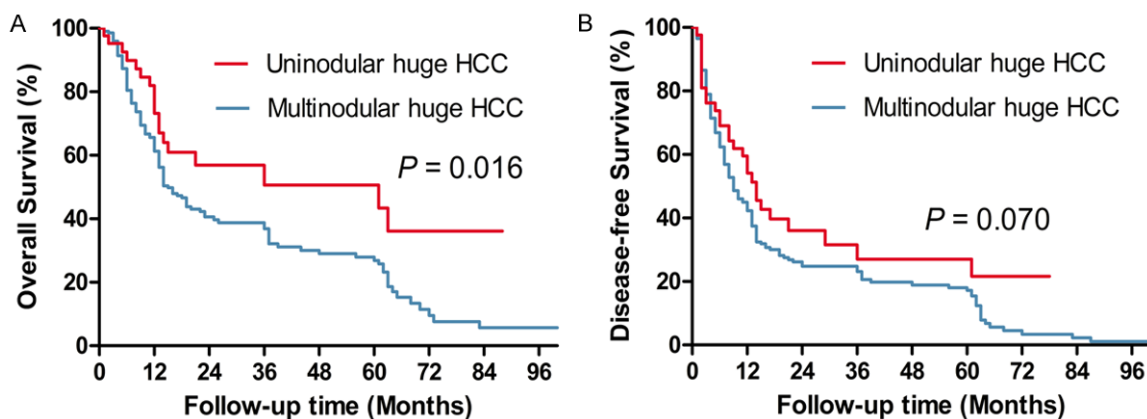 A
Overall Survival (%)
100
80
60
40
20
0
Uninodular huge HCC
Multinodular huge HCC
P = 0.016
0 12 24 36 48 60 72 84 96
Follow-up time (Months)
B
Disease-free Survival (%)
100
80
60
40
20
0
Uninodular huge HCC
Multinodular huge HCC
P = 0.070
0 12 24 36 48 60 72 84 96
Follow-up time (Months)